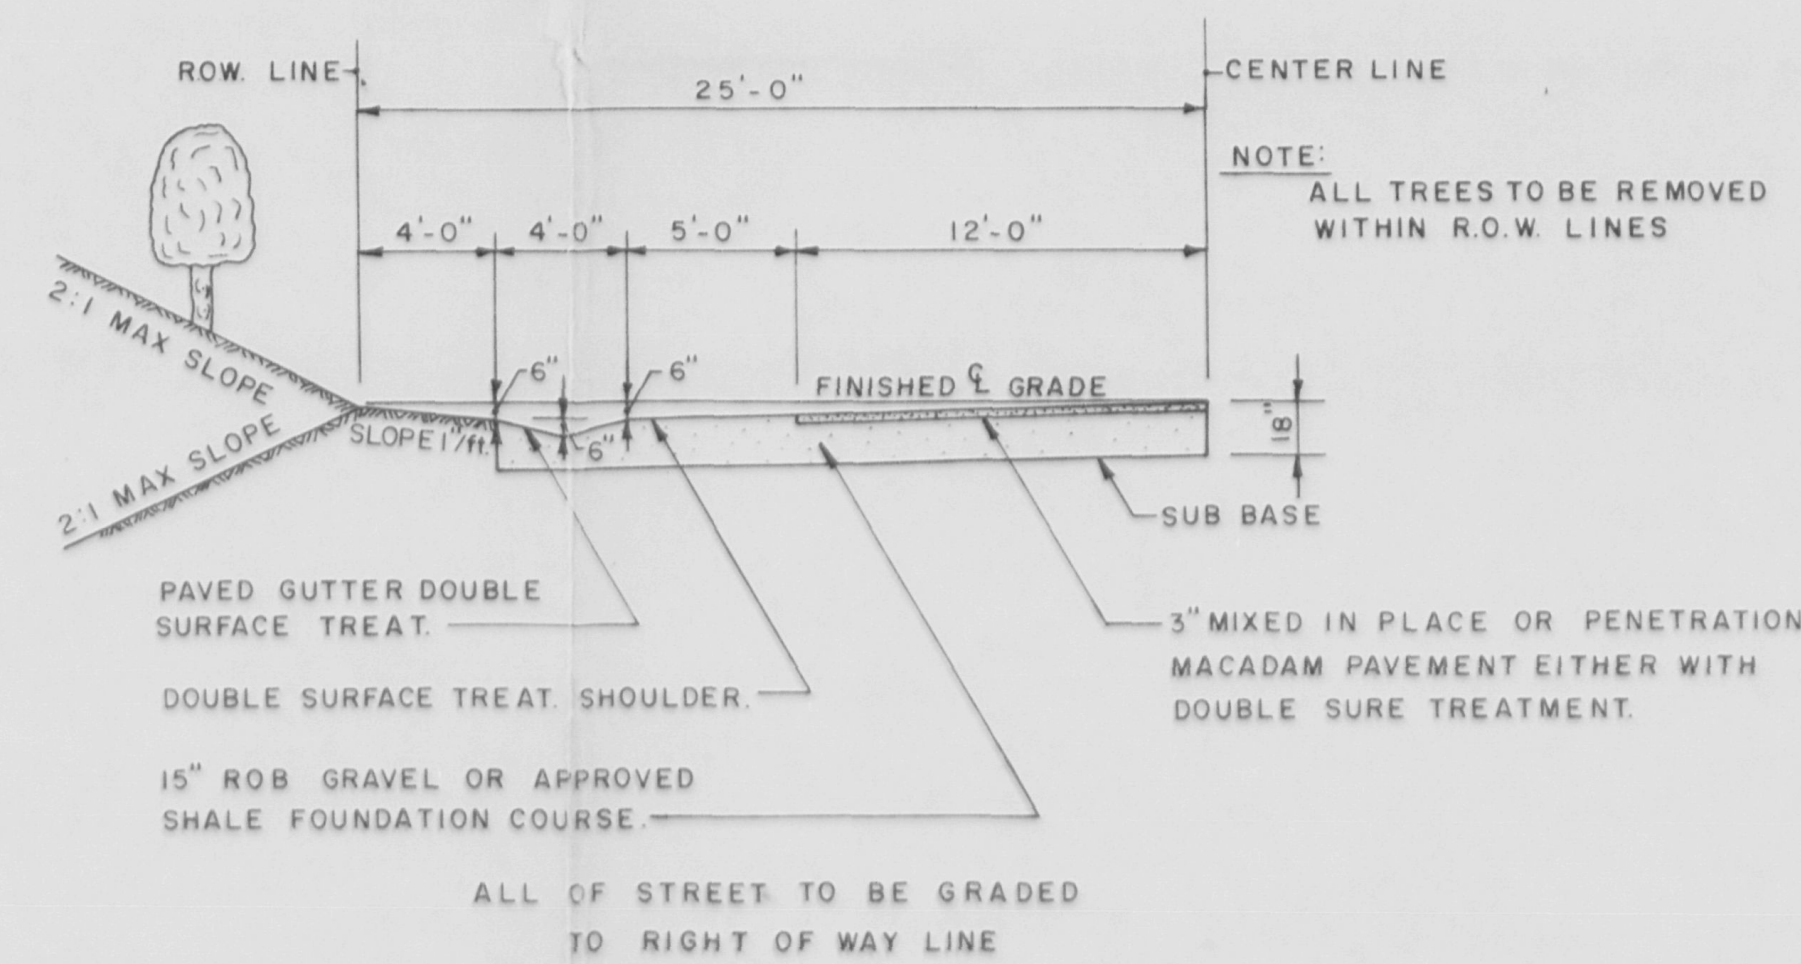 R.O.W. LINE
CENTER LINE
25'-0"
NOTE:
ALL TREES TO BE REMOVED
WITHIN R.O.W. LINES
4'-0"
4'-0"
5'-0"
12'-0"
2:1 MAX SLOPE
6"
6"
FINISHED ℄ GRADE
2:1 MAX SLOPE
SLOPE 1"/ft.
6"
18"
SUB BASE
PAVED GUTTER DOUBLE
SURFACE TREAT.
3" MIXED IN PLACE OR PENETRATION
MACADAM PAVEMENT EITHER WITH
DOUBLE SURE TREATMENT.
DOUBLE SURFACE TREAT. SHOULDER.
15" ROB GRAVEL OR APPROVED
SHALE FOUNDATION COURSE.
ALL OF STREET TO BE GRADED
TO RIGHT OF WAY LINE